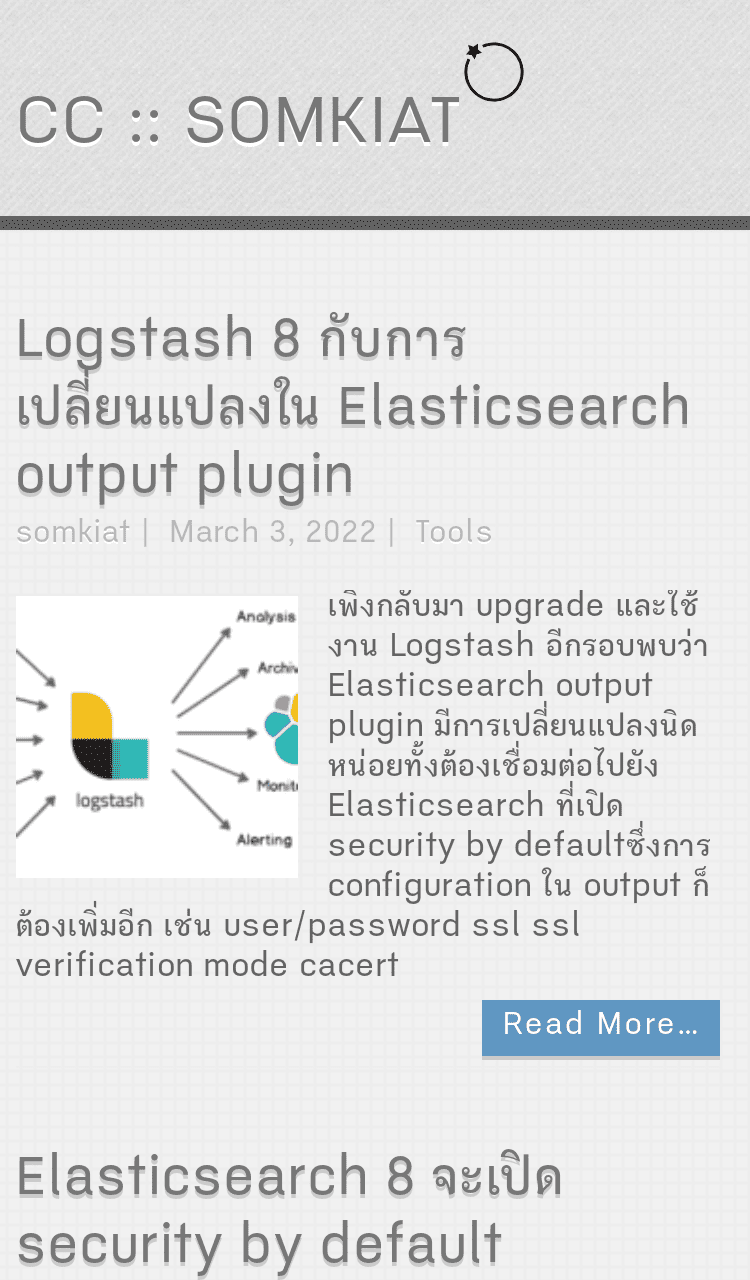 CC :: SOMKIAT
Logstash 8 กับการ
เปลี่ยนแปลงใน Elasticsearch
output plugin
somkiat | March 3, 2022 | Tools
Analysis
logstash
Alerting
เพิ่งกลับมา upgrade และใช้
งาน Logstash อีกรอบพบว่า
Elasticsearch output
plugin มีการเปลี่ยนแปลงนิด
หน่อยทั้งต้องเชื่อมต่อไปยัง
Elasticsearch ที่เปิด
security by defaultซึ่งการ
configuration ใน output ก็
ต้องเพิ่มอีก เช่น user/password ssl ssl
verification mode cacert
Read More...
Elasticsearch 8 จะเปิด
security by default